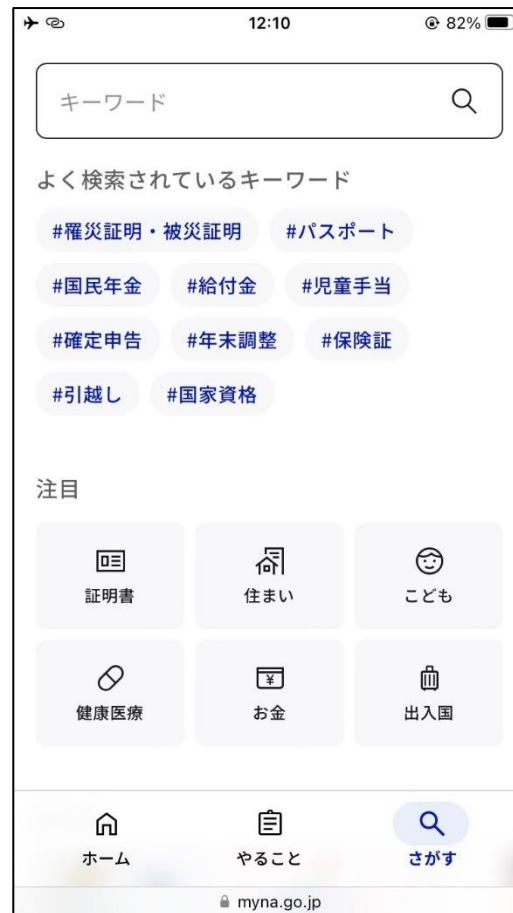 12:10
82%
キーワード
よく検索されているキーワード
#罹災証明・被災証明 #パスポート
#国民年金 #給付金 #児童手当
#確定申告 #年末調整 #保険証
#引越し #国家資格
注目
証明書 住まい こども
¥
健康医療 お金 出入国
ホーム やること さがす
myna.go.jp